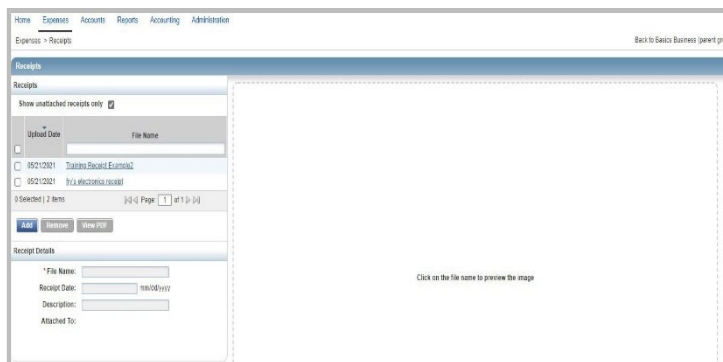 Home Expenses Accounts Reports Accounting Administration
Expenses > Receipts
Back to Basics Business (parent gr
Receipts
Receipts
Show unattached receipts only
Upload Date File Name
05/21/2021 Training Receipt Example2
05/21/2021 fry's electronics receipt
0 Selected | 2 items Page 1 of 1
Add Remove View PDF
Receipt Details
* File Name:
Receipt Date: mm/dd/yyyy
Description:
Attached To:
Click on the file name to preview the image